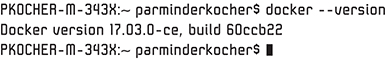 PKOCHER-M-343X:~ parminderkocher$ docker --version
Docker version 17.03.0-ce, build 60ccb22
PKOCHER-M-343X:~ parminderkocher$